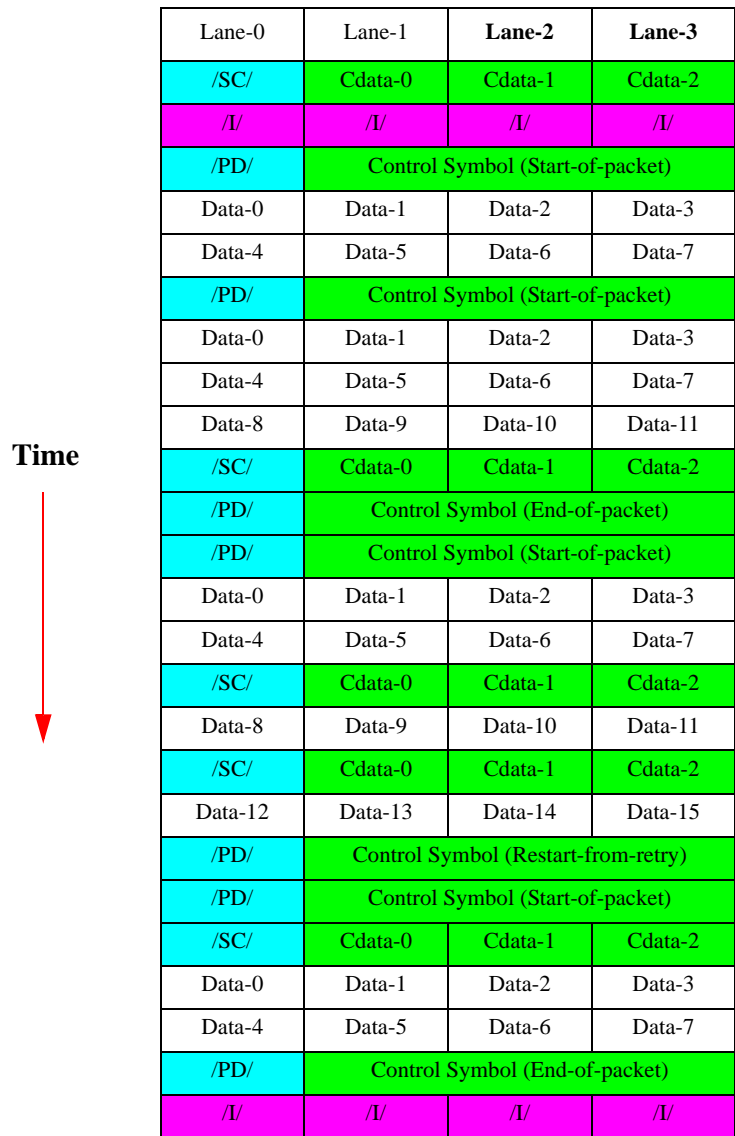 Lane-0 Lane-1 Lane-2 Lane-3
/SC/ Cdata-0 Cdata-1 Cdata-2
/I/ /I/ /I/ /I/
/PD/ Control Symbol (Start-of-packet)
Data-0 Data-1 Data-2 Data-3
Data-4 Data-5 Data-6 Data-7
/PD/ Control Symbol (Start-of-packet)
Data-0 Data-1 Data-2 Data-3
Data-4 Data-5 Data-6 Data-7
Data-8 Data-9 Data-10 Data-11
Time
/SC/ Cdata-0 Cdata-1 Cdata-2
/PD/ Control Symbol (End-of-packet)
/PD/ Control Symbol (Start-of-packet)
Data-0 Data-1 Data-2 Data-3
Data-4 Data-5 Data-6 Data-7
/SC/ Cdata-0 Cdata-1 Cdata-2
Data-8 Data-9 Data-10 Data-11
/SC/ Cdata-0 Cdata-1 Cdata-2
Data-12 Data-13 Data-14 Data-15
/PD/ Control Symbol (Restart-from-retry)
/PD/ Control Symbol (Start-of-packet)
/SC/ Cdata-0 Cdata-1 Cdata-2
Data-0 Data-1 Data-2 Data-3
Data-4 Data-5 Data-6 Data-7
/PD/ Control Symbol (End-of-packet)
/I/ /I/ /I/ /I/